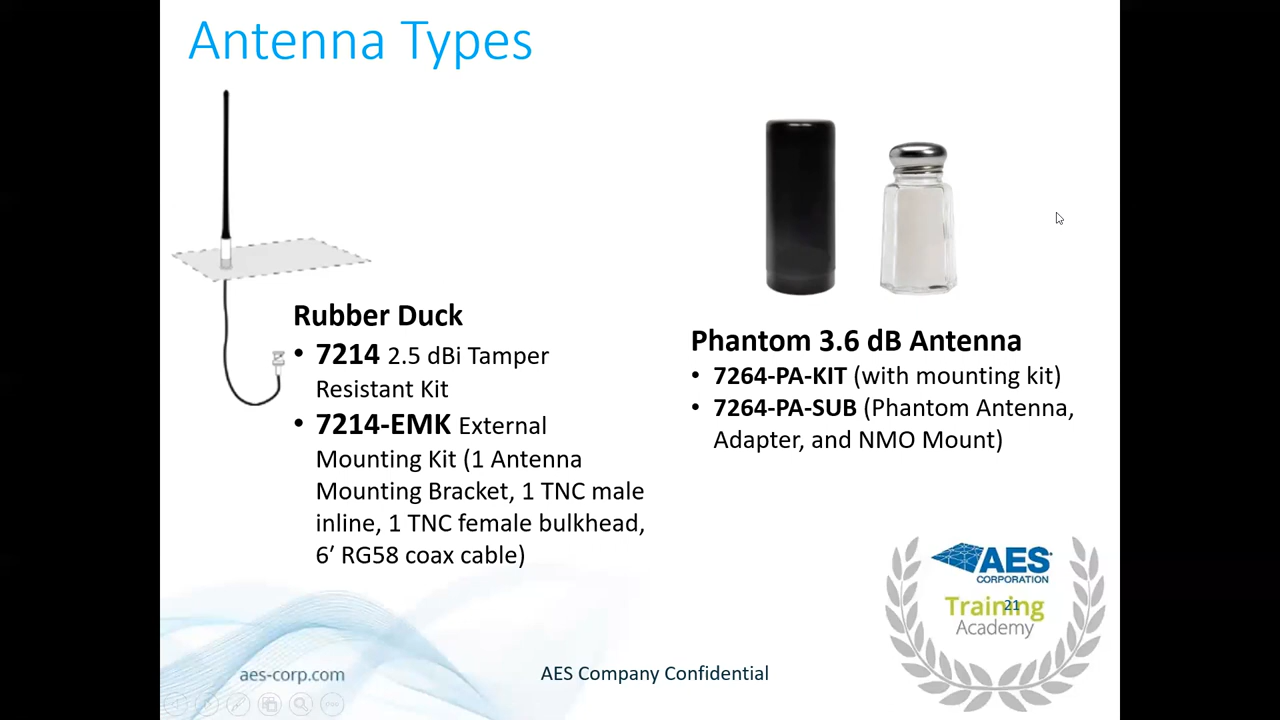 Antenna Types
Rubber Duck
• 7214 2.5 dBi Tamper
Resistant Kit
• 7214-EMK External
Mounting Kit (1 Antenna
Mounting Bracket, 1 TNC male
inline, 1 TNC female bulkhead,
6′ RG58 coax cable)
Phantom 3.6 dB Antenna
• 7264-PA-KIT (with mounting kit)
• 7264-PA-SUB (Phantom Antenna,
Adapter, and NMO Mount)
AES
CORPORATION
Training
21
Academy
aes-corp.com
AES Company Confidential